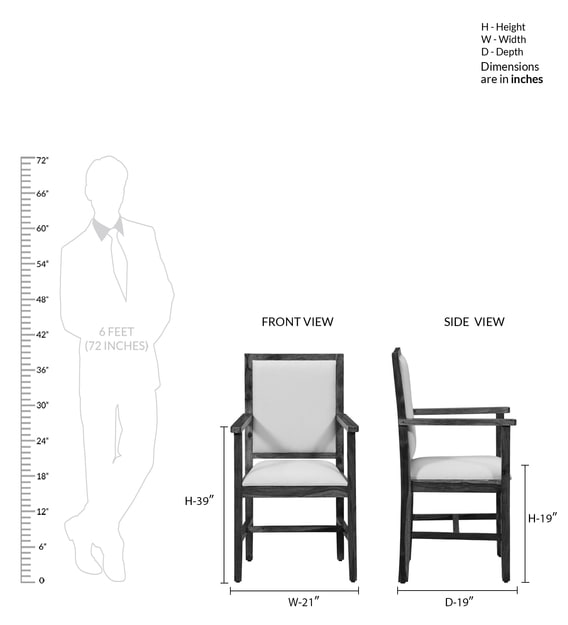 H - Height
W - Width
D - Depth
Dimensions
are in inches
72"
66"
60"
54"
48"
42"
36"
30"
24"
18"
12"
6"
0
6 FEET
(72 INCHES)
FRONT VIEW
SIDE VIEW
H-39"
H-19"
W-21"
D-19"